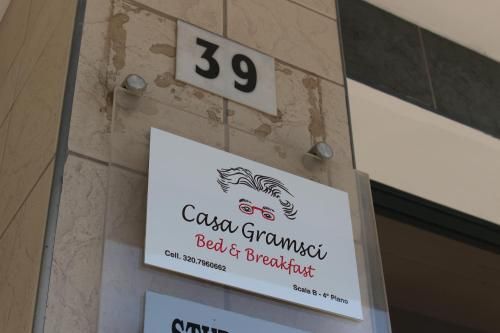 39
Casa Gramsci
Bed & Breakfast
Cell. 320.7960662
Scala B - 4° Piano